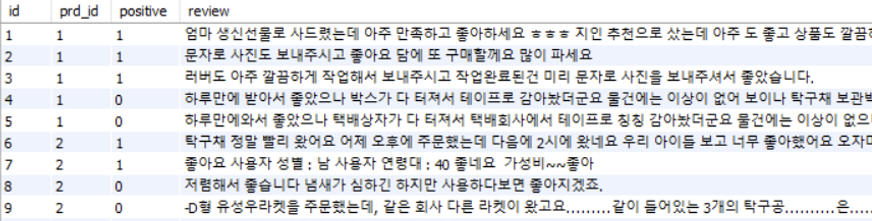 id prd_id positive review
1 1 1 엄마 생신선물로 사드렸는데 아주 만족하고 좋아하세요 ㅎㅎㅎ 지인 추천으로 샀는데 아주 도 좋고 상품도 깔끔하
2 1 1 문자로 사진도 보내주시고 좋아요 담에 또 구매할께요 많이 파세요
3 1 1 러버도 아주 깔끔하게 작업해서 보내주시고 작업완료된건 미리 문자로 사진을 보내주셔서 좋았습니다.
4 1 0 하루만에 받아서 좋았으나 박스가 다 터져서 테이프로 감아놨더군요 물건에는 이상이 없어 보이나 탁구채 보관박
5 1 0 하루만에와서 좋았으나 택배상자가 다 터져서 택배회사에서 테이프로 칭칭 감아놨더군요 물건에는 이상이 없으
6 2 1 탁구채 정말 빨리 왔어요 어제 오후에 주문했는데 다음에 2시에 왔네요 우리 아이들 보고 너무 좋아했어요 오자마
7 2 1 좋아요 사용자 성별 : 남 사용자 연령대 : 40 좋네요 가성비~~좋아
8 2 0 저렴해서 좋습니다 냄새가 심하긴 하지만 사용하다보면 좋아지겠죠.
9 2 0 -D형 유성우라켓을 주문했는데, 같은 회사 다른 라켓이 왔고요.........같이 들어있는 3개의 탁구공..........은.....